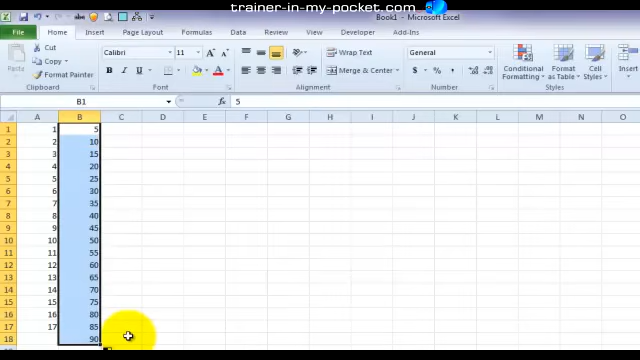 trainer-in-my-pocket.com
Book1 - Microsoft Excel
File Home Insert Page Layout Formulas Data Review View Developer Add-Ins
Cut
Copy
Format Painter
Paste
Clipboard
Calibri 11
B I U
Font
Wrap Text
Merge & Center
Alignment
General
$ % ,
Number
Conditional Formatting
Format as Table
Cell Styles
Styles
Insert
B1 fx 5
A B C D E F G H I J K L M N O
1 1 5
2 2 10
3 3 15
4 4 20
5 5 25
6 6 30
7 7 35
8 8 40
9 9 45
10 10 50
11 11 55
12 12 60
13 13 65
14 14 70
15 15 75
16 16 80
17 17 85
18 90